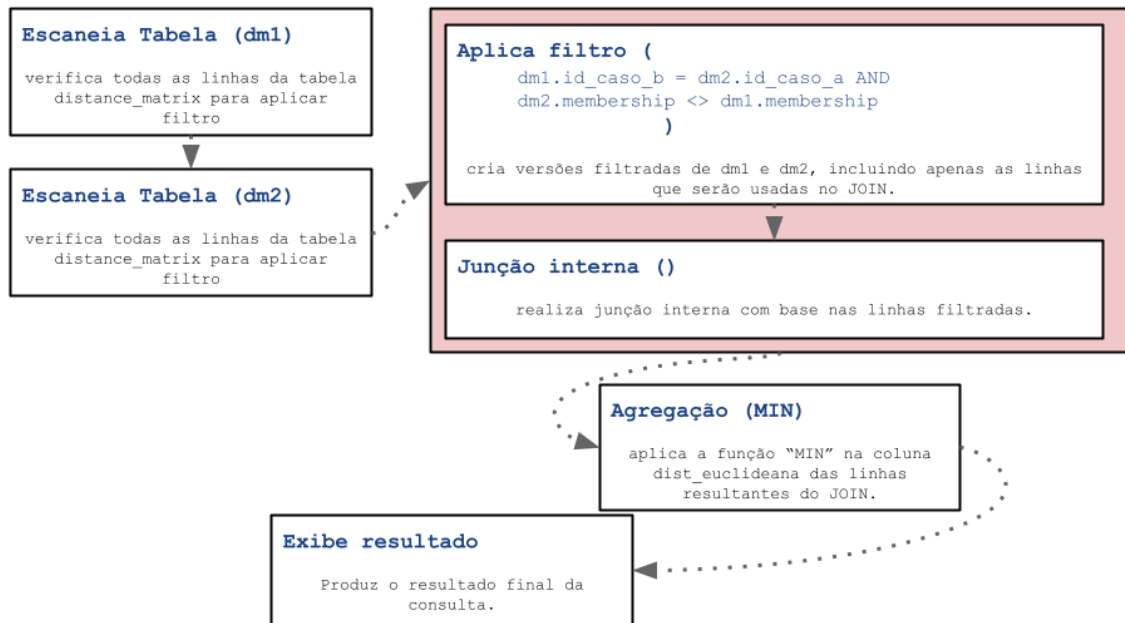 Escaneia Tabela (dm1)
verifica todas as linhas da tabela
distance_matrix para aplicar
filtro
Escaneia Tabela (dm2)
verifica todas as linhas da tabela
distance_matrix para aplicar
filtro
Aplica filtro (
dm1.id_caso_b = dm2.id_caso_a AND
dm2.membership <> dm1.membership
)
cria versões filtradas de dm1 e dm2, incluindo apenas as linhas
que serão usadas no JOIN.
Junção interna ()
realiza junção interna com base nas linhas filtradas.
Agregação (MIN)
aplica a função “MIN” na coluna
dist_euclideana das linhas
resultantes do JOIN.
Exibe resultado
Produz o resultado final da
consulta.